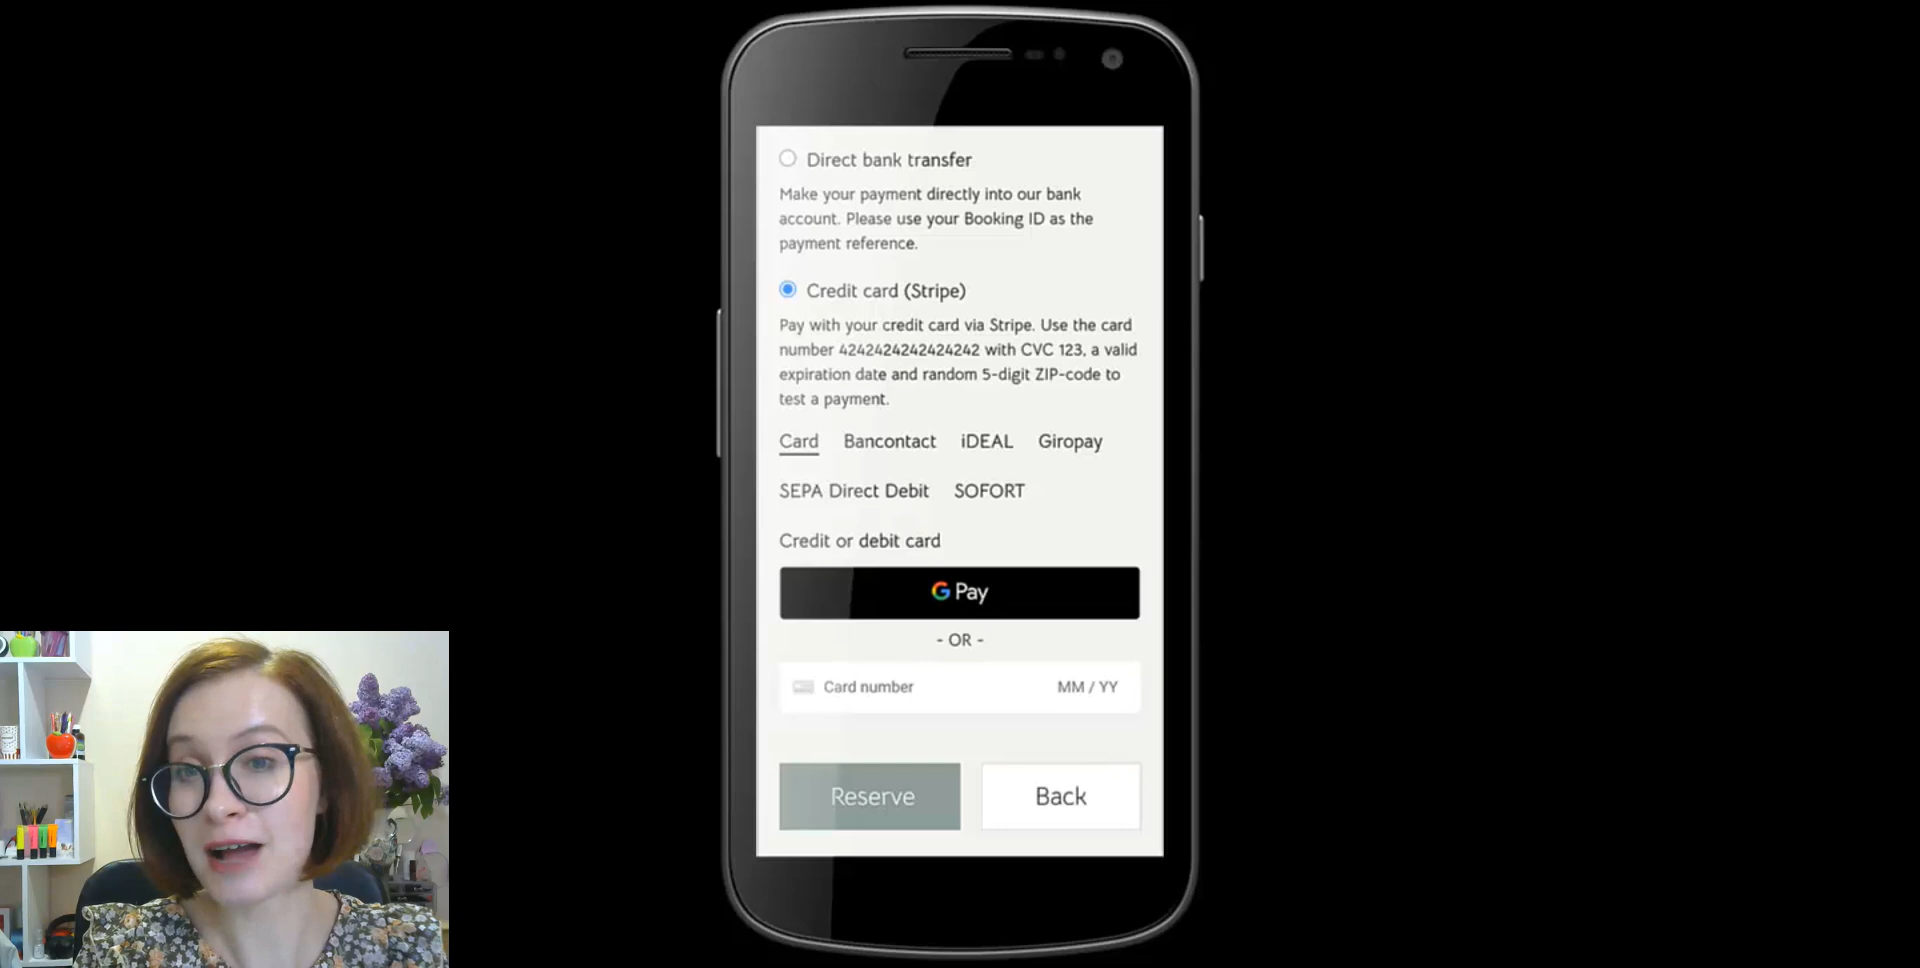 Direct bank transfer
Make your payment directly into our bank
account. Please use your Booking ID as the
payment reference.
Credit card (Stripe)
Pay with your credit card via Stripe. Use the card
number 4242424242424242 with CVC 123, a valid
expiration date and random 5-digit ZIP-code to
test a payment.
Card Bancontact iDEAL Giropay
SEPA Direct Debit SOFORT
Credit or debit card
G Pay
- OR -
Card number MM / YY
Reserve Back